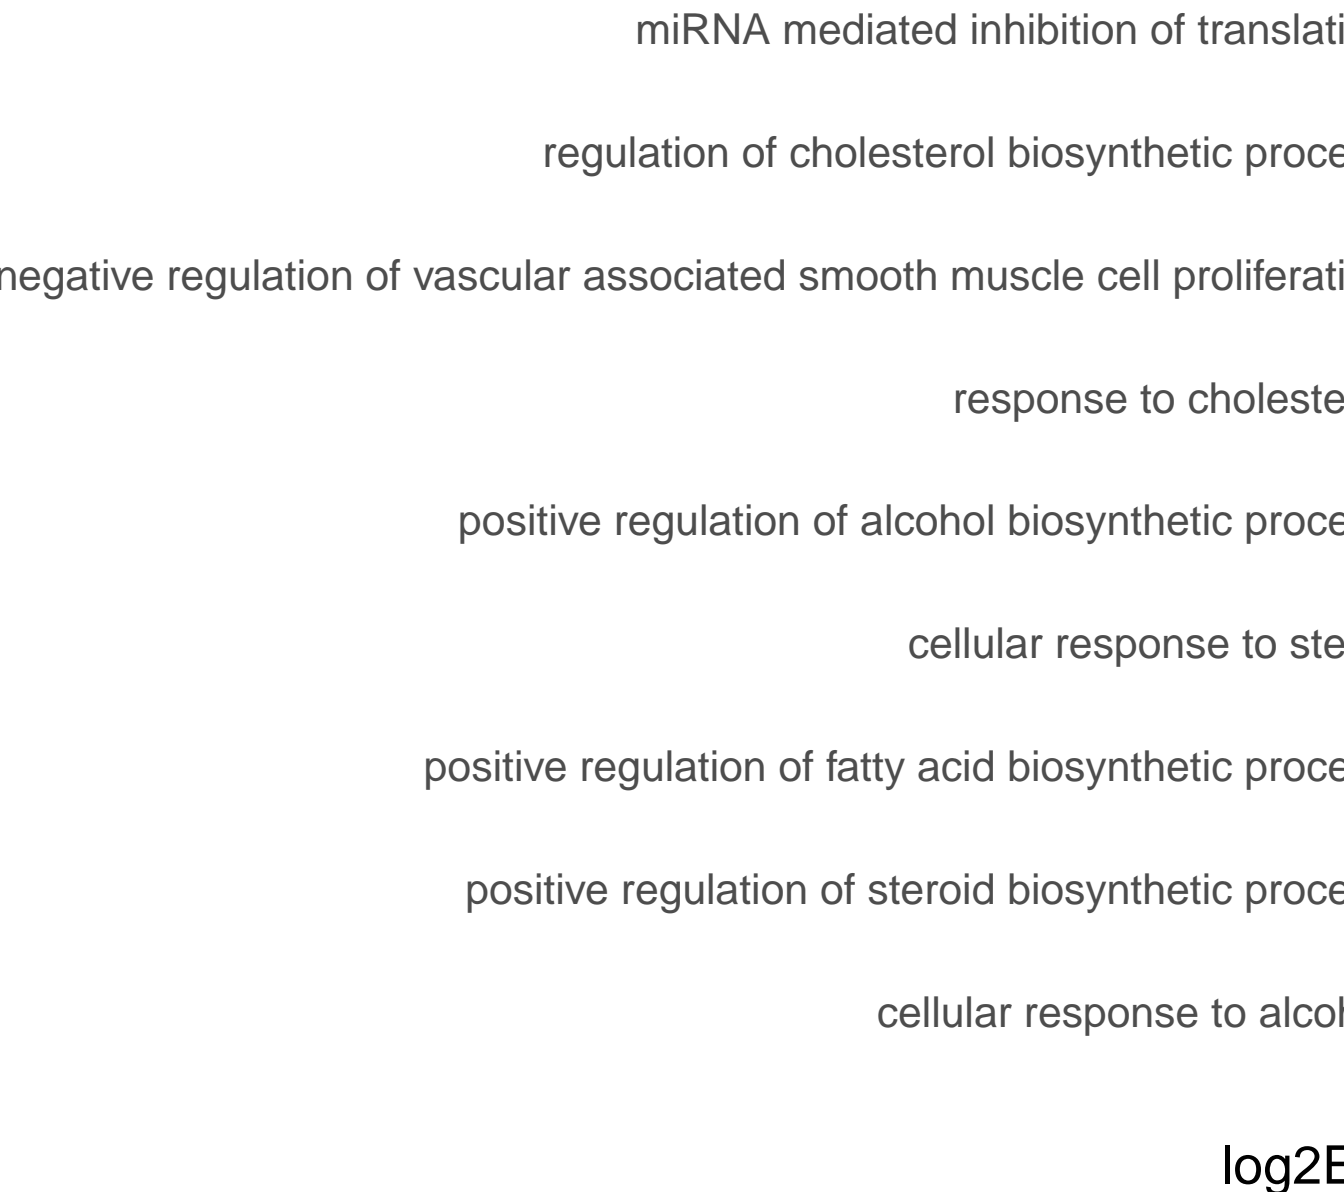 miRNA mediated inhibition of translati
regulation of cholesterol biosynthetic proce
negative regulation of vascular associated smooth muscle cell proliferati
response to choleste
positive regulation of alcohol biosynthetic proce
cellular response to ste
positive regulation of fatty acid biosynthetic proce
positive regulation of steroid biosynthetic proce
cellular response to alcoh
log2E